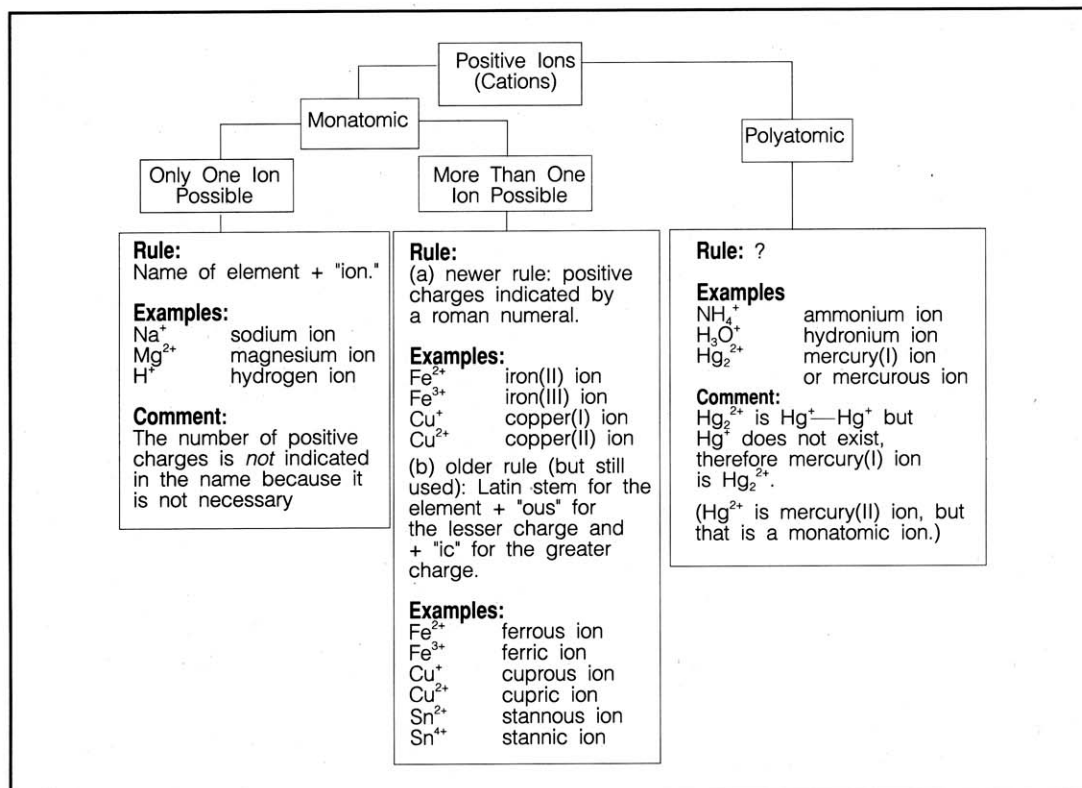 Positive Ions
(Cations)
Monatomic
Polyatomic
Only One Ion
Possible
More Than One
Ion Possible
Rule:
Name of element + "ion."
Examples:
Na⁺ sodium ion
Mg²⁺ magnesium ion
H⁺ hydrogen ion
Comment:
The number of positive
charges is not indicated
in the name because it
is not necessary
Rule:
(a) newer rule: positive
charges indicated by
a roman numeral.
Examples:
Fe²⁺ iron(II) ion
Fe³⁺ iron(III) ion
Cu⁺ copper(I) ion
Cu²⁺ copper(II) ion
(b) older rule (but still
used): Latin stem for the
element + "ous" for
the lesser charge and
+ "ic" for the greater
charge.
Examples:
Fe²⁺ ferrous ion
Fe³⁺ ferric ion
Cu⁺ cuprous ion
Cu²⁺ cupric ion
Sn²⁺ stannous ion
Sn⁴⁺ stannic ion
Rule: ?
Examples
NH₄⁺ ammonium ion
H₃O⁺ hydronium ion
Hg₂²⁺ mercury(I) ion
or mercurous ion
Comment:
Hg₂²⁺ is Hg⁺—Hg⁺ but
Hg⁺ does not exist,
therefore mercury(I) ion
is Hg₂²⁺.
(Hg²⁺ is mercury(II) ion, but
that is a monatomic ion.)